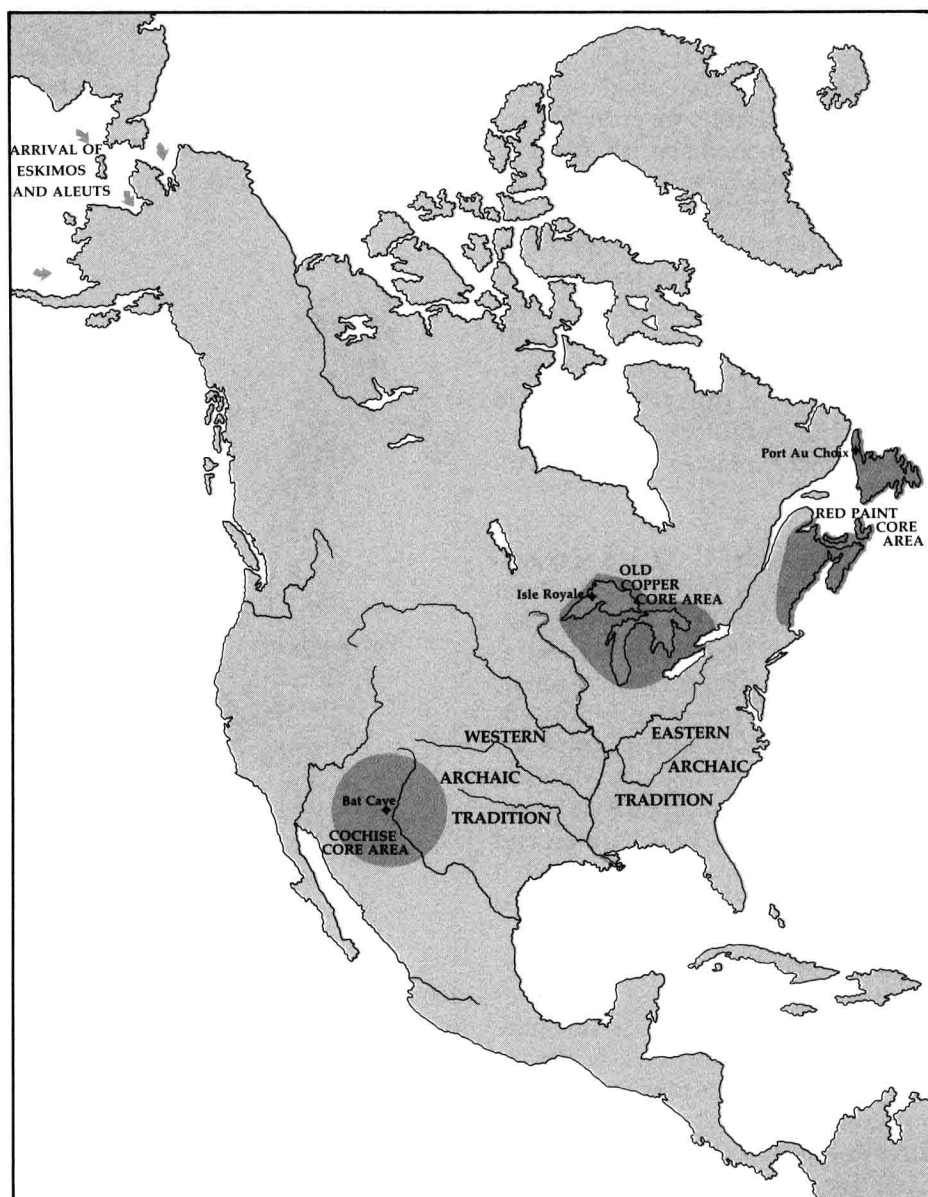 ARRIVAL OF
ESKIMOS
AND ALEUTS
Port Au Choix
RED PAINT
CORE
AREA
OLD
COPPER
CORE AREA
Isle Royale
WESTERN
ARCHAIC
TRADITION
EASTERN
ARCHAIC
TRADITION
Bat Cave
COCHISE
CORE AREA